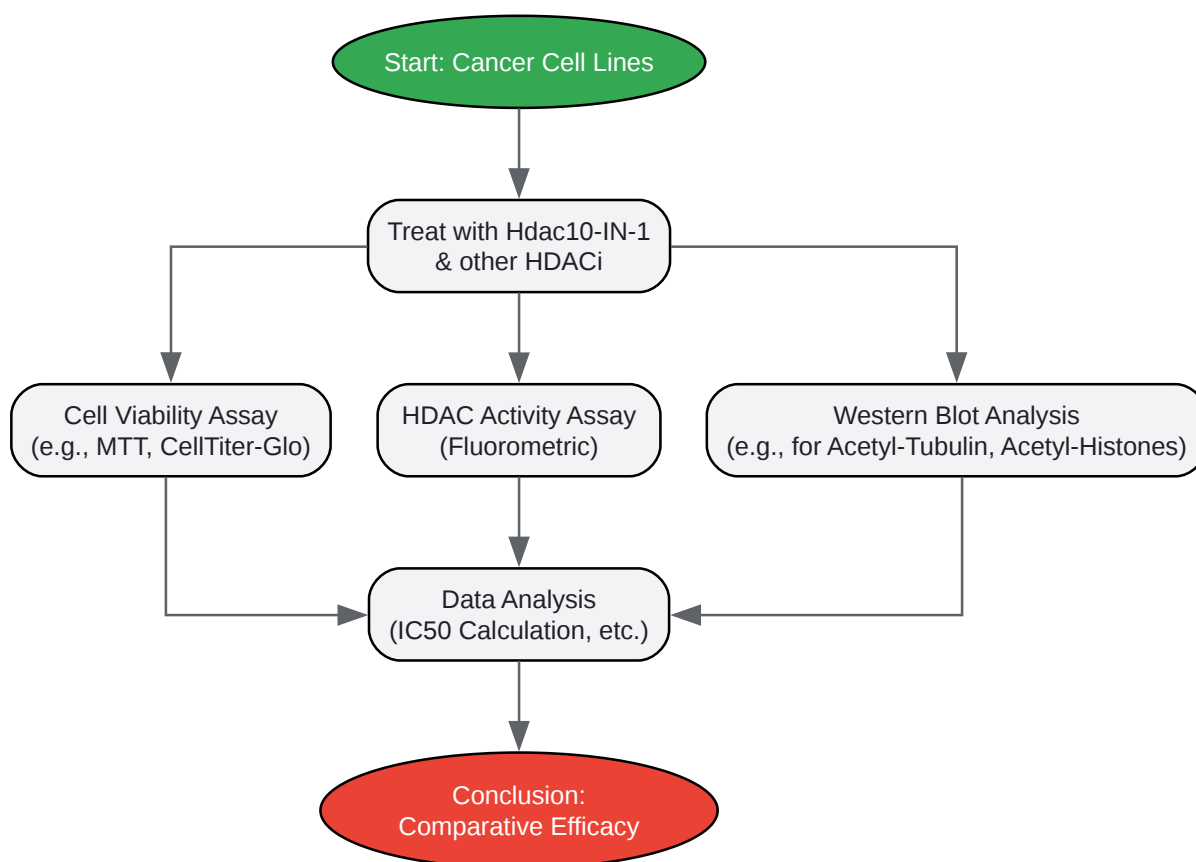 Start: Cancer Cell Lines
Treat with Hdac10-IN-1
& other HDACi
Cell Viability Assay
(e.g., MTT, CellTiter-Glo)
HDAC Activity Assay
(Fluorometric)
Western Blot Analysis
(e.g., for Acetyl-Tubulin, Acetyl-Histones)
Data Analysis
(IC50 Calculation, etc.)
Conclusion:
Comparative Efficacy